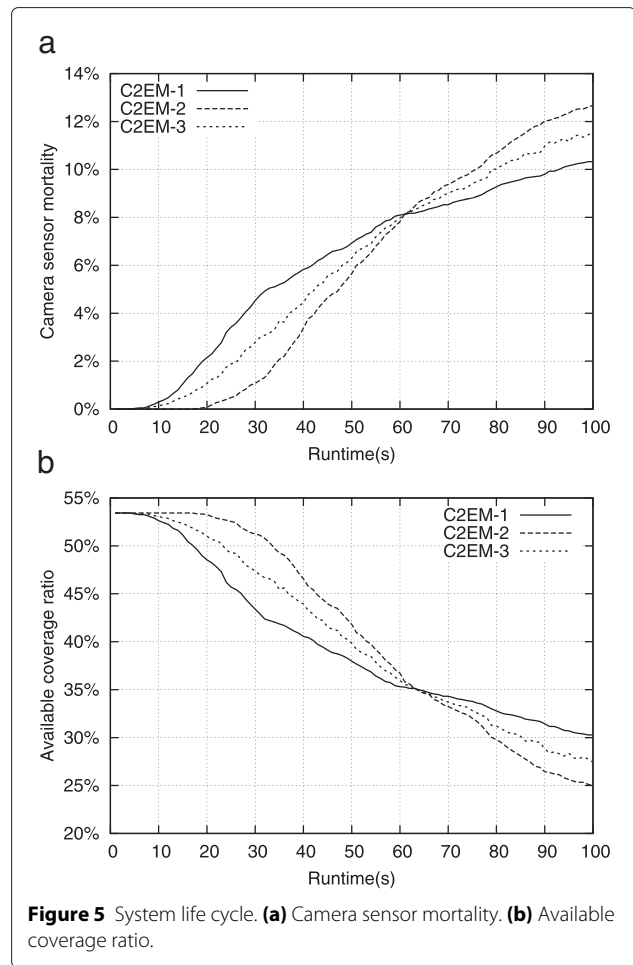 a
14%
12%
10%
8%
6%
4%
2%
0%
Camera sensor mortality
C2EM-1
C2EM-2
C2EM-3
0 10 20 30 40 50 60 70 80 90 100
Runtime(s)
b
55%
50%
45%
40%
35%
30%
25%
20%
Available coverage ratio
C2EM-1
C2EM-2
C2EM-3
0 10 20 30 40 50 60 70 80 90 100
Runtime(s)
Figure 5 System life cycle. (a) Camera sensor mortality. (b) Available
coverage ratio.